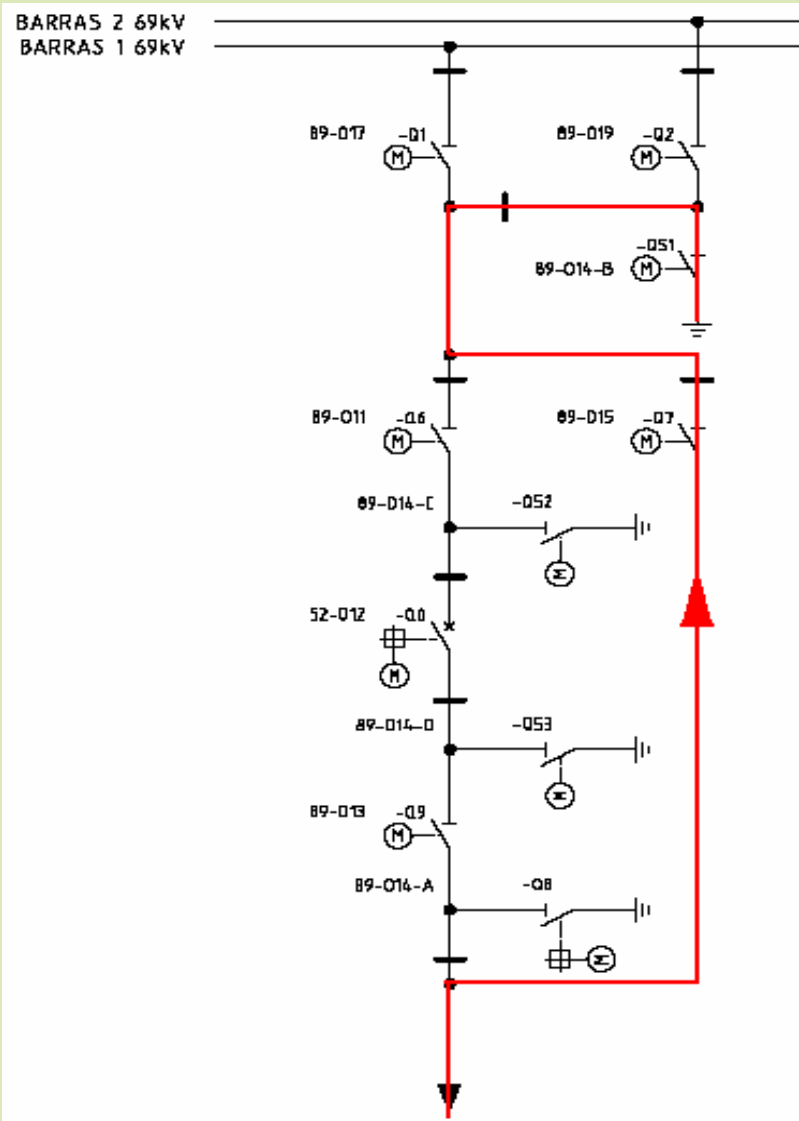 BARRAS 2 69kV
BARRAS 1 69kV
89-017 -Q1 89-019 -Q2
M M
-QS1
89-014-B M
89-011 -Q6 89-015 -Q7
M M
89-014-C -QS2
M
52-012 -Q0
M
89-014-D -QS3
M
89-013 -Q9
M
89-014-A -Q8
M